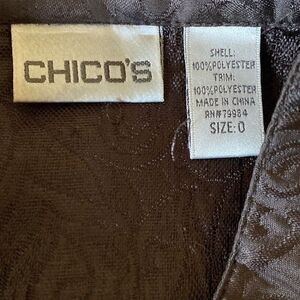 CHICO'S
SHELL:
100%POLYESTER
TRIM:
100%POLYESTER
MADE IN CHINA
RN#79984
SIZE: 0